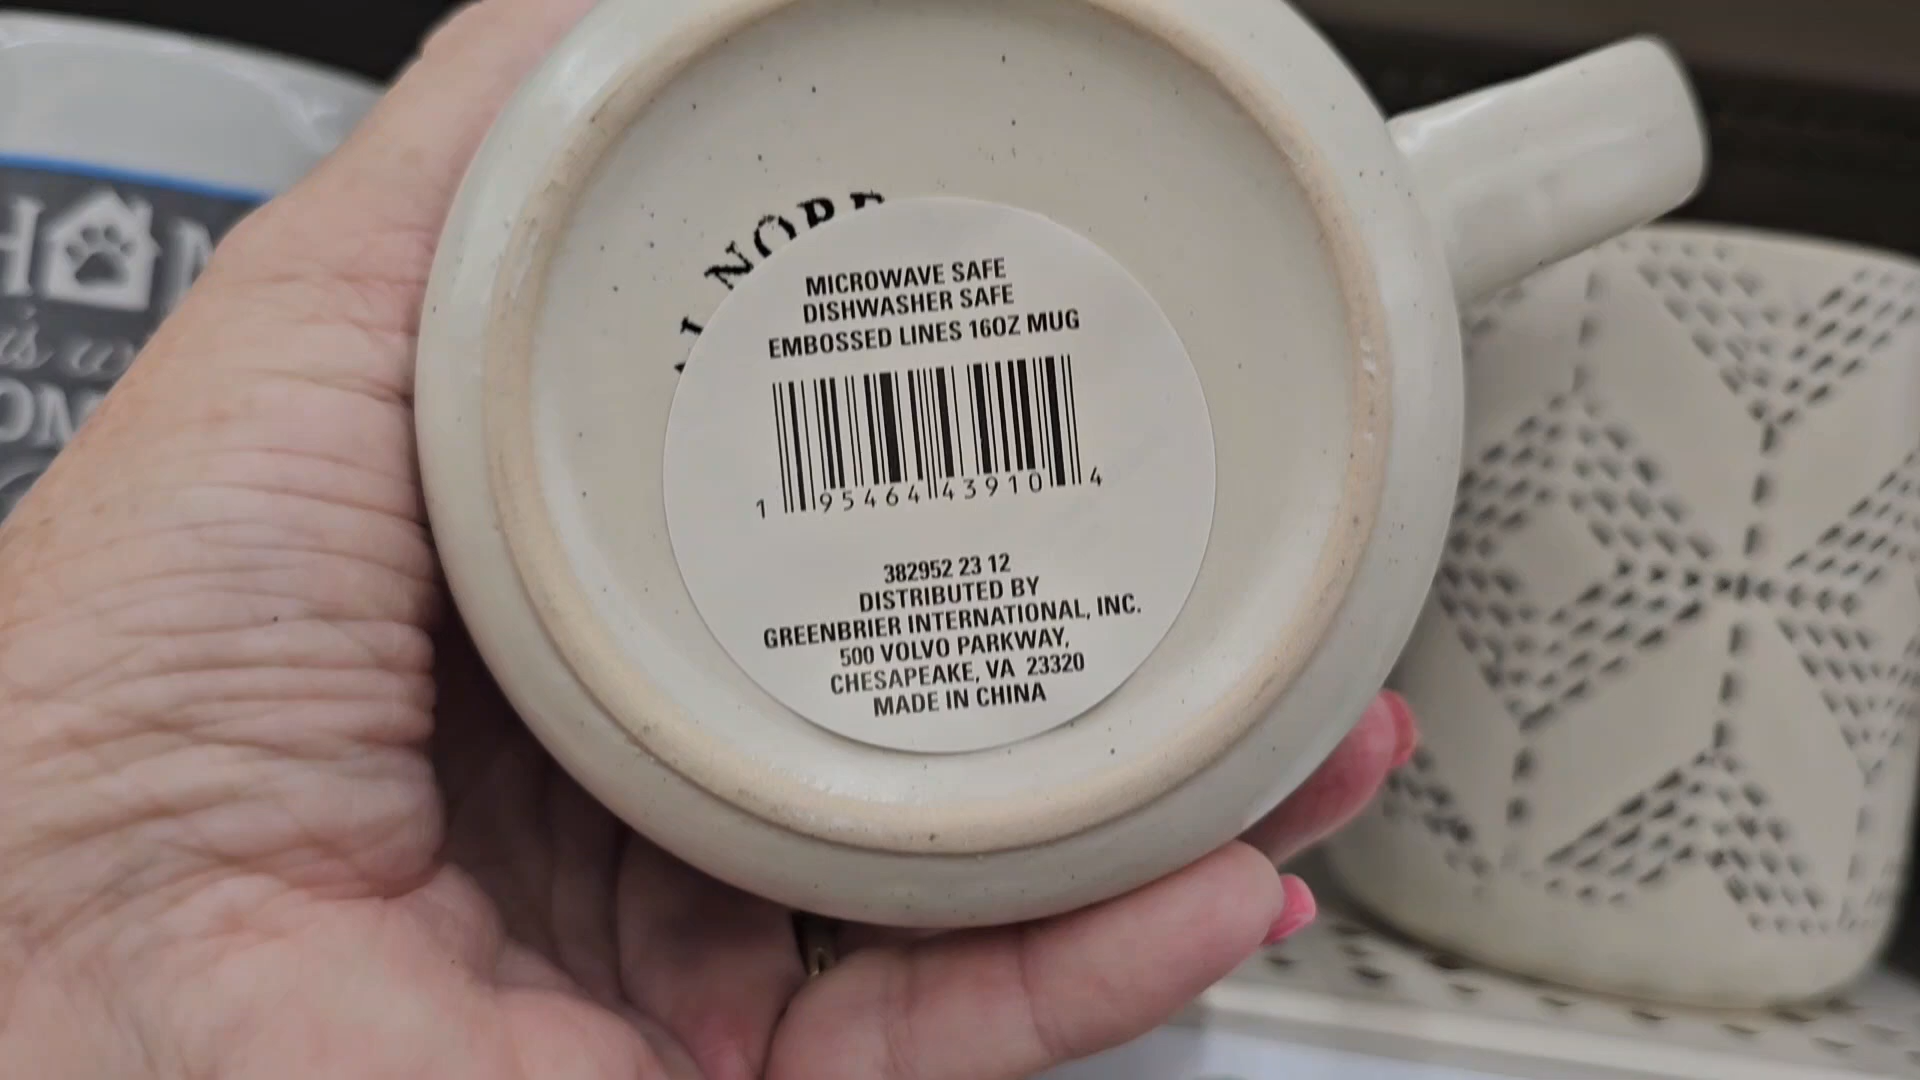 MICROWAVE SAFE
DISHWASHER SAFE
EMBOSSED LINES 16OZ MUG
1 95464 43910 4
382952 23 12
DISTRIBUTED BY
GREENBRIER INTERNATIONAL, INC.
500 VOLVO PARKWAY,
CHESAPEAKE, VA 23320
MADE IN CHINA